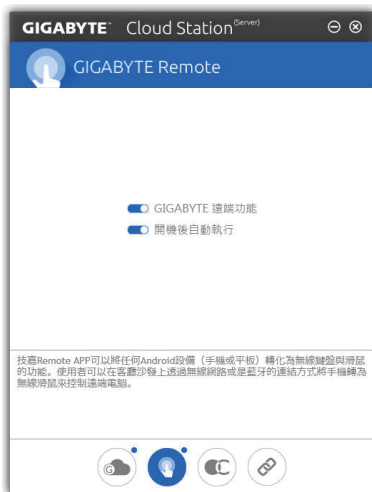 GIGABYTE™ Cloud Station (Server)
GIGABYTE Remote
GIGABYTE 遠端功能
開機後自動執行
技嘉Remote APP可以將任何Android設備（手機或平板）轉化為無線鍵盤與滑鼠
的功能。使用者可以在客廳沙發上透過無線網路或是藍牙的連結方式將手機轉為
無線滑鼠來控制遠端電腦。
G